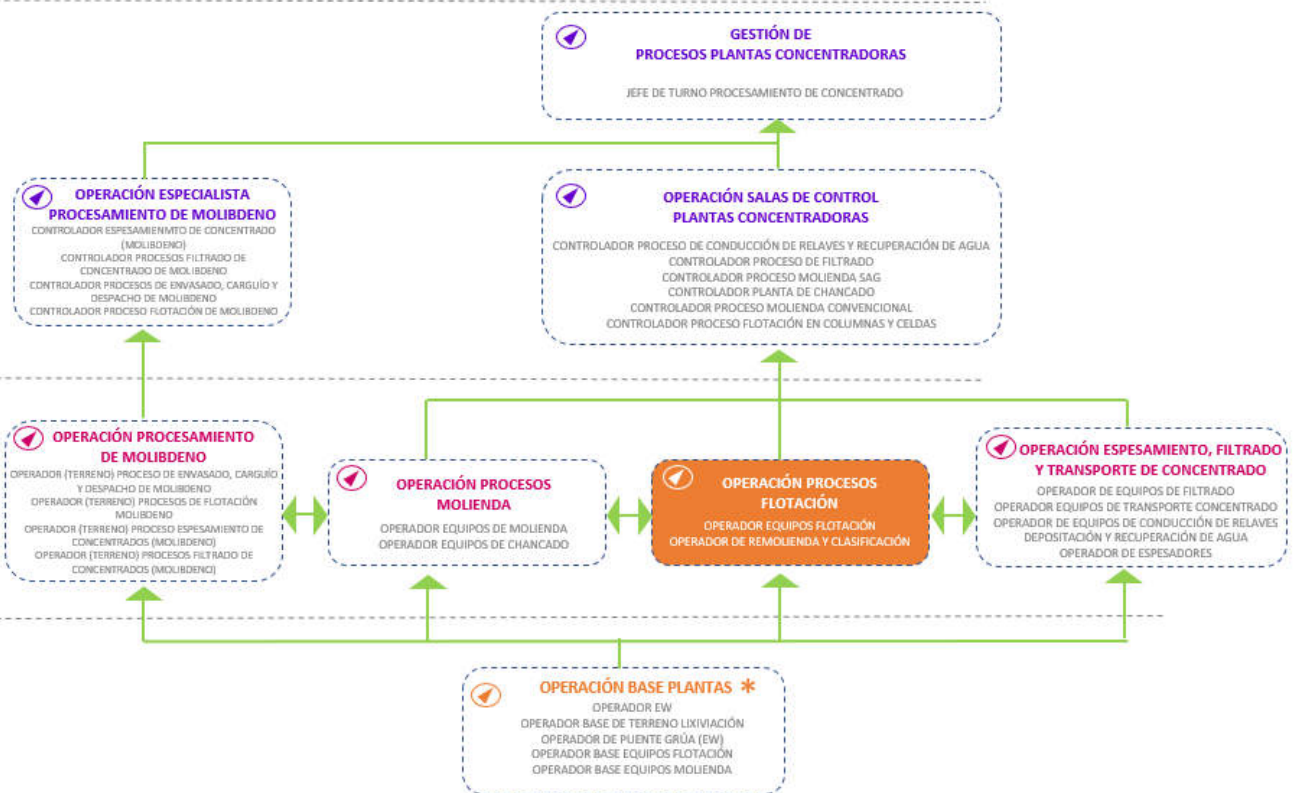 GESTIÓN DE
PROCESOS PLANTAS CONCENTRADORAS
JEFE DE TURNO PROCESAMIENTO DE CONCENTRADO
OPERACIÓN ESPECIALISTA
PROCESAMIENTO DE MOLIBDENO
CONTROLADOR ESPESAMIENMTO DE CONCENTRADO
(MOLIBDENO)
CONTROLADOR PROCESOS FILTRADO DE
CONCENTRADO DE MOLIBDENO
CONTROLADOR PROCESOS DE ENVASADO, CARGUÍO Y
DESPACHO DE MOLIBDENO
CONTROLADOR PROCESO FLOTACIÓN DE MOLIBDENO
OPERACIÓN SALAS DE CONTROL
PLANTAS CONCENTRADORAS
CONTROLADOR PROCESO DE CONDUCCIÓN DE RELAVES Y RECUPERACIÓN DE AGUA
CONTROLADOR PROCESO DE FILTRADO
CONTROLADOR PROCESO MOLIENDA SAG
CONTROLADOR PLANTA DE CHANCADO
CONTROLADOR PROCESO MOLIENDA CONVENCIONAL
CONTROLADOR PROCESO FLOTACIÓN EN COLUMNAS Y CELDAS
OPERACIÓN PROCESAMIENTO
DE MOLIBDENO
OPERADOR (TERRENO) PROCESO DE ENVASADO, CARGUÍO
Y DESPACHO DE MOLIBDENO
OPERADOR (TERRENO) PROCESOS DE FLOTACIÓN
MOLIBDENO
OPERADOR (TERRENO) PROCESO ESPESAMIENTO DE
CONCENTRADOS (MOLIBDENO)
OPERADOR (TERRENO) PROCESOS FILTRADO DE
CONCENTRADOS (MOLIBDENO)
OPERACIÓN PROCESOS
MOLIENDA
OPERADOR EQUIPOS DE MOLIENDA
OPERADOR EQUIPOS DE CHANCADO
OPERACIÓN PROCESOS
FLOTACIÓN
OPERADOR EQUIPOS FLOTACIÓN
OPERADOR DE REMOLIENDA Y CLASIFICACIÓN
OPERACIÓN ESPESAMIENTO, FILTRADO
Y TRANSPORTE DE CONCENTRADO
OPERADOR DE EQUIPOS DE FILTRADO
OPERADOR EQUIPOS DE TRANSPORTE CONCENTRADO
OPERADOR DE EQUIPOS DE CONDUCCIÓN DE RELAVES
DEPOSITACIÓN Y RECUPERACIÓN DE AGUA
OPERADOR DE ESPESADORES
OPERACIÓN BASE PLANTAS *
OPERADOR EW
OPERADOR BASE DE TERRENO LIXIVIACIÓN
OPERADOR DE PUENTE GRÚA (EW)
OPERADOR BASE EQUIPOS FLOTACIÓN
OPERADOR BASE EQUIPOS MOLIENDA